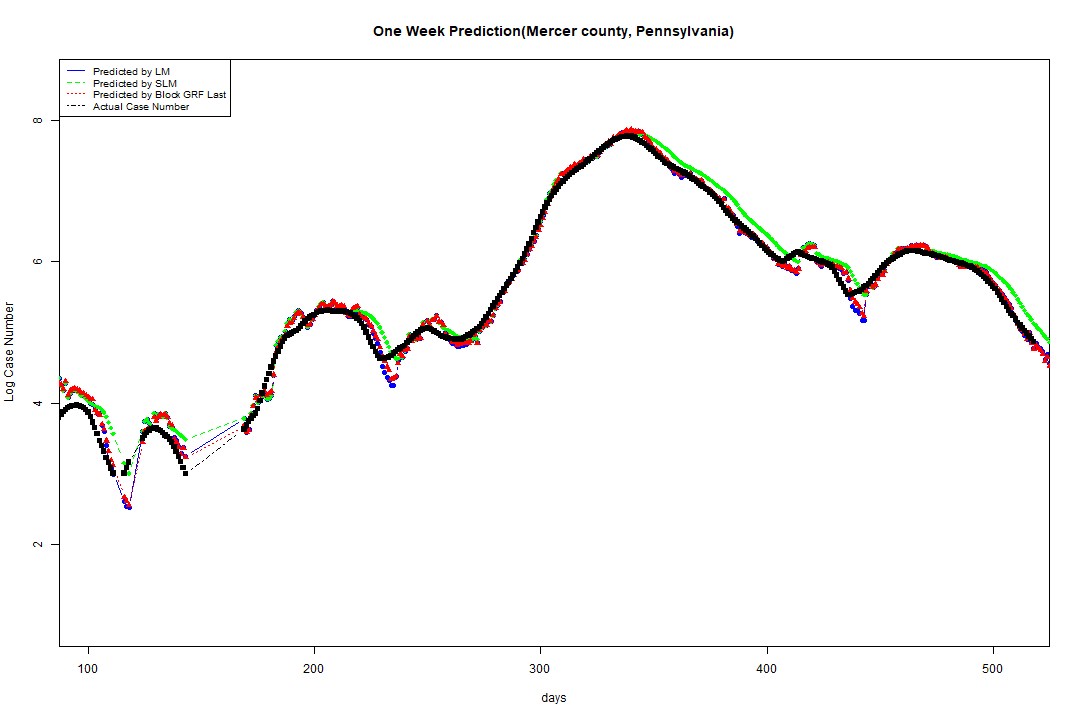 One Week Prediction(Mercer county, Pennsylvania)
Predicted by LM
Predicted by SLM
Predicted by Block GRF Last
Actual Case Number
8
6
4
2
Log Case Number
100 200 300 400 500
days